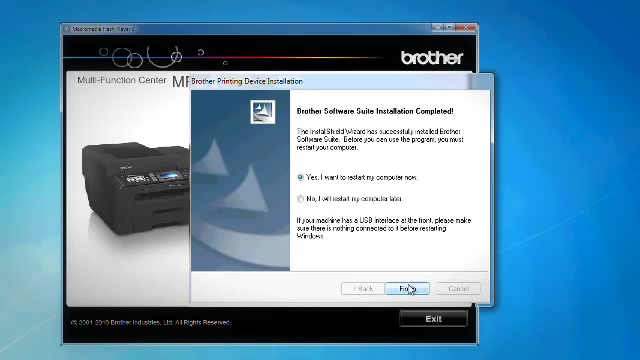 Macromedia Flash Player 6
brother
Multi-Function Center
Brother Printing Device Installation
Brother Software Suite Installation Completed!
The InstallShield Wizard has successfully installed Brother
Software Suite. Before you can use the program, you must
restart your computer.
Yes, I want to restart my computer now.
No, I will restart my computer later.
If your machine has a USB interface at the front, please make
sure there is nothing connected to it before restarting
Windows.
< Back
Cancel
Exit
© 2001-2010 Brother Industries, Ltd. All Rights Reserved.